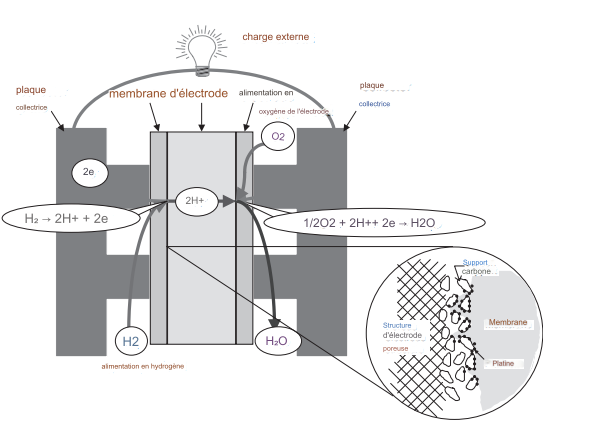 charge externe
plaque
collectrice
membrane d'électrode
alimentation en
oxygène de l'électrode
plaque
collectrice
O2
2e
2H+
H₂ → 2H+ + 2e
1/2O2 + 2H++ 2e → H2O
H2
H₂O
alimentation en hydrogène
Support
carbone
Structure
d'électrode
poreuse
Membrane
Platine